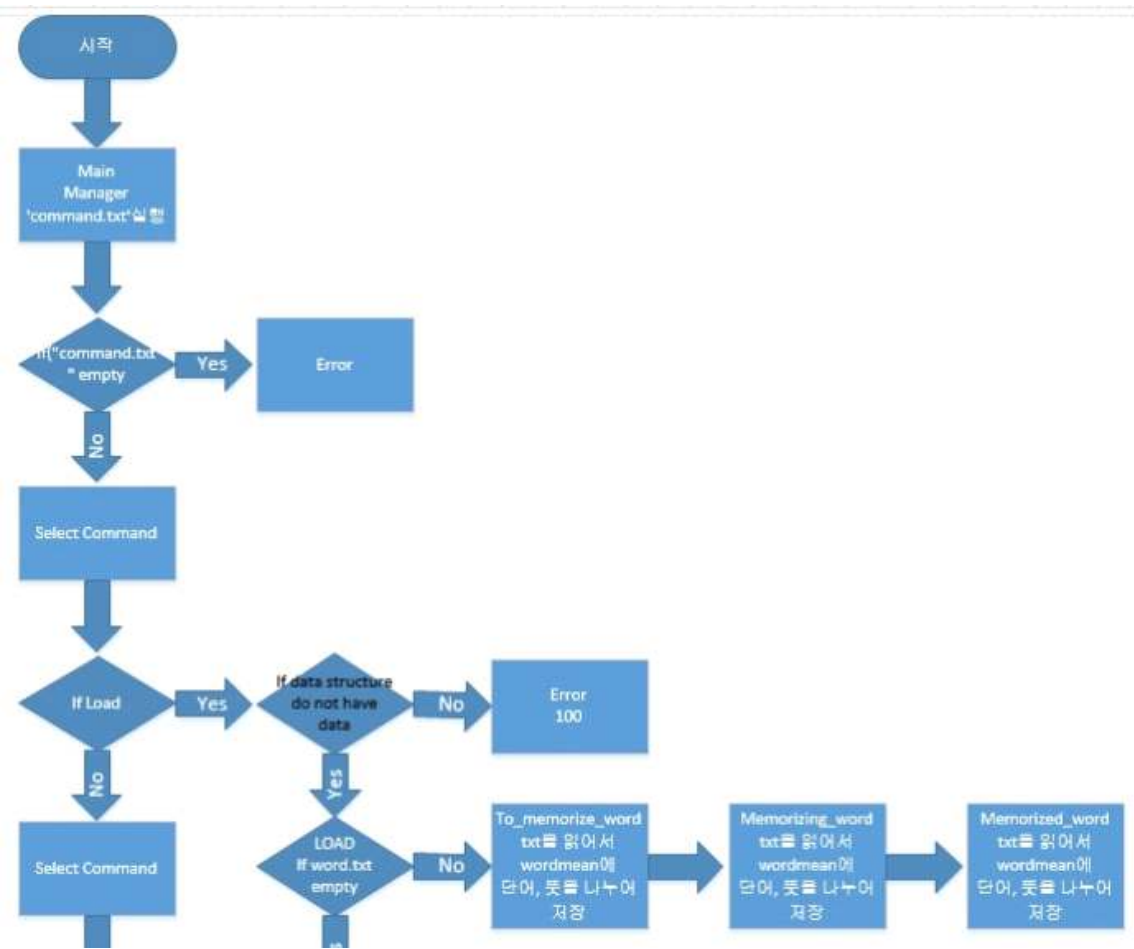 시작
Main
Manager
'command.txt'실행
If("command.txt
" empty
Yes
Error
No
Select Command
If Load
Yes
If data structure
do not have
data
No
Error
100
No
Yes
Select Command
LOAD
If word.txt
empty
No
To_memorize_word
txt를 읽어서
wordmean에
단어, 뜻을 나누어
저장
Memorizing_word
txt를 읽어서
wordmean에
단어, 뜻을 나누어
저장
Memorized_word
txt를 읽어서
wordmean에
단어, 뜻을 나누어
저장